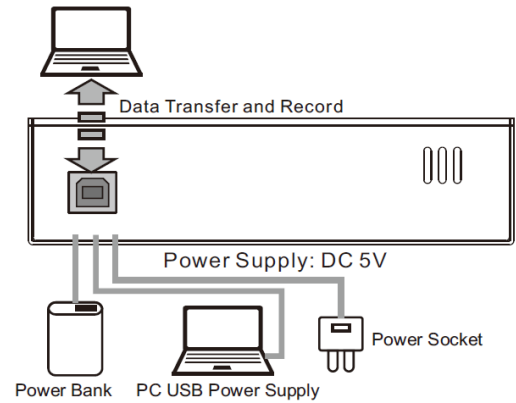 Data Transfer and Record
Power Supply: DC 5V
Power Socket
Power Bank
PC USB Power Supply